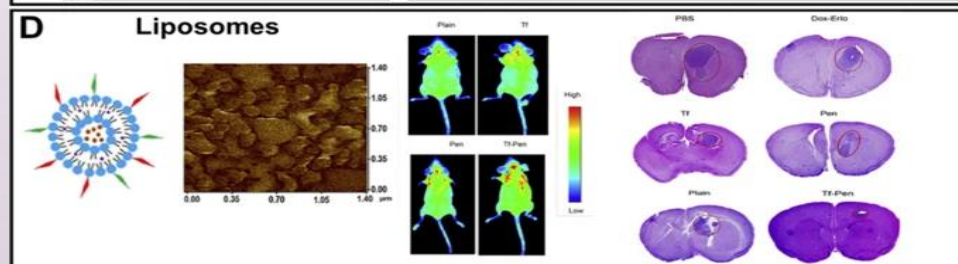 D
Liposomes
1.40
1.05
0.70
0.35
0.00
0.00 0.35 0.70 1.05 1.40 µm
Plain Tf
Pen Tf-Pen
High
Low
PBS Dox-Erlo
Tf Pen
Plain Tf-Pen